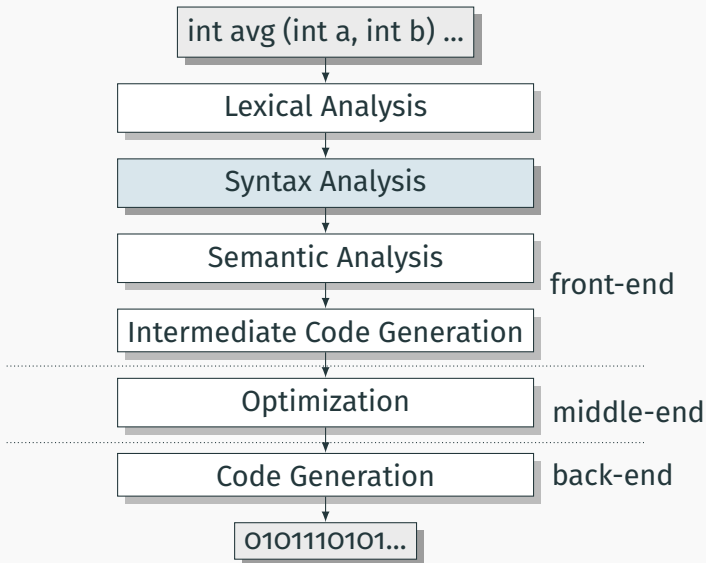 int avg (int a, int b) ...
Lexical Analysis
Syntax Analysis
Semantic Analysis
front-end
Intermediate Code Generation
Optimization
middle-end
Code Generation
back-end
0101110101...